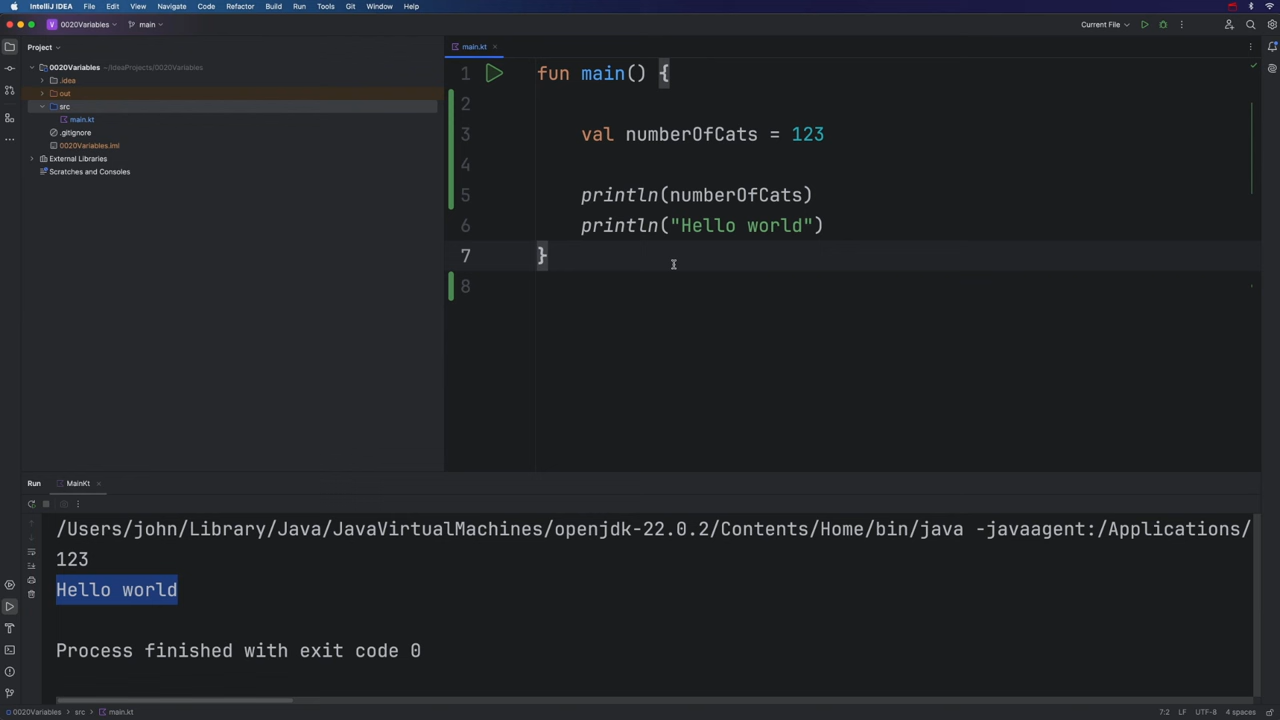 IntelliJ IDEA File Edit View Navigate Code Refactor Build Run Tools Git Window Help
V 0020Variables main Current File
Project
main.kt
0020Variables ~/IdeaProjects/0020Variables
.idea
out
src
main.kt
.gitignore
0020Variables.iml
External Libraries
Scratches and Consoles
1 fun main() {
2
3 val numberOfCats = 123
4
5 println(numberOfCats)
6 println("Hello world")
7 }
8
Run MainKt
/Users/john/Library/Java/JavaVirtualMachines/openjdk-22.0.2/Contents/Home/bin/java -javaagent:/Applications/
123
Hello world
Process finished with exit code 0
0020Variables > src > main.kt 7:2 LF UTF-8 4 spaces